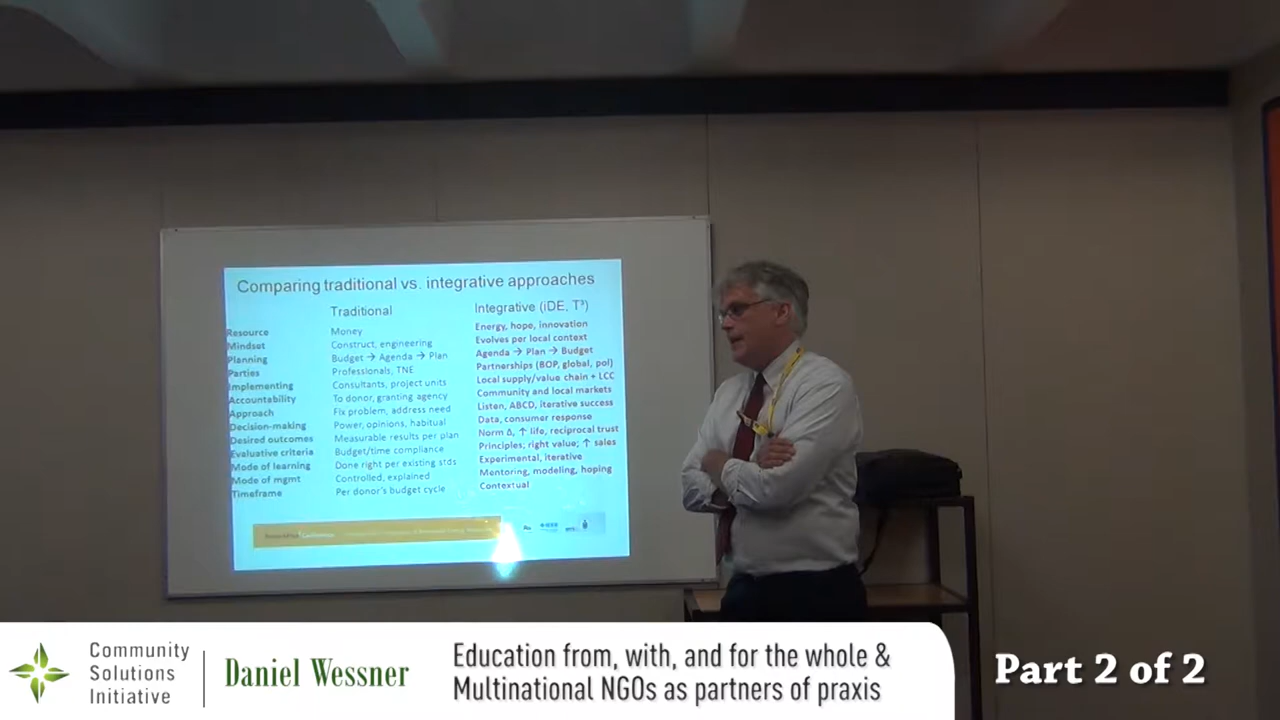 Comparing traditional vs. integrative approaches
Traditional Integrative (iDE, T³)
Resource Money Energy, hope, innovation
Mindset Construct, engineering Evolves per local context
Planning Budget → Agenda → Plan Agenda → Plan → Budget
Parties Professionals, TNE Partnerships (BOP, global, pol)
Implementing Consultants, project units Local supply/value chain + LCC
Accountability To donor, granting agency Community and local markets
Approach Fix problem, address need Listen, ABCD, iterative success
Decision-making Power, opinions, habitual Data, consumer response
Desired outcomes Measurable results per plan Norm Δ, ↑ life, reciprocal trust
Evaluative criteria Budget/time compliance Principles; right value; ↑ sales
Mode of learning Done right per existing stds Experimental, iterative
Mode of mgmt Controlled, explained Mentoring, modeling, hoping
Timeframe Per donor's budget cycle Contextual
Community
Solutions
Initiative
Daniel Wessner
Education from, with, and for the whole &
Multinational NGOs as partners of praxis
Part 2 of 2